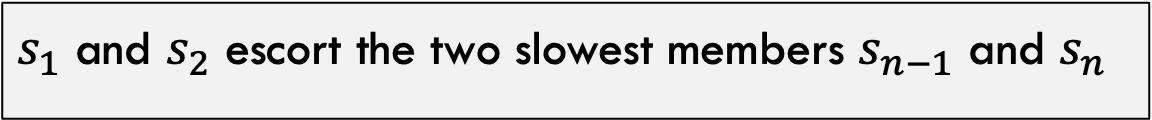 s₁ and s₂ escort the two slowest members sₙ₋₁ and sₙ